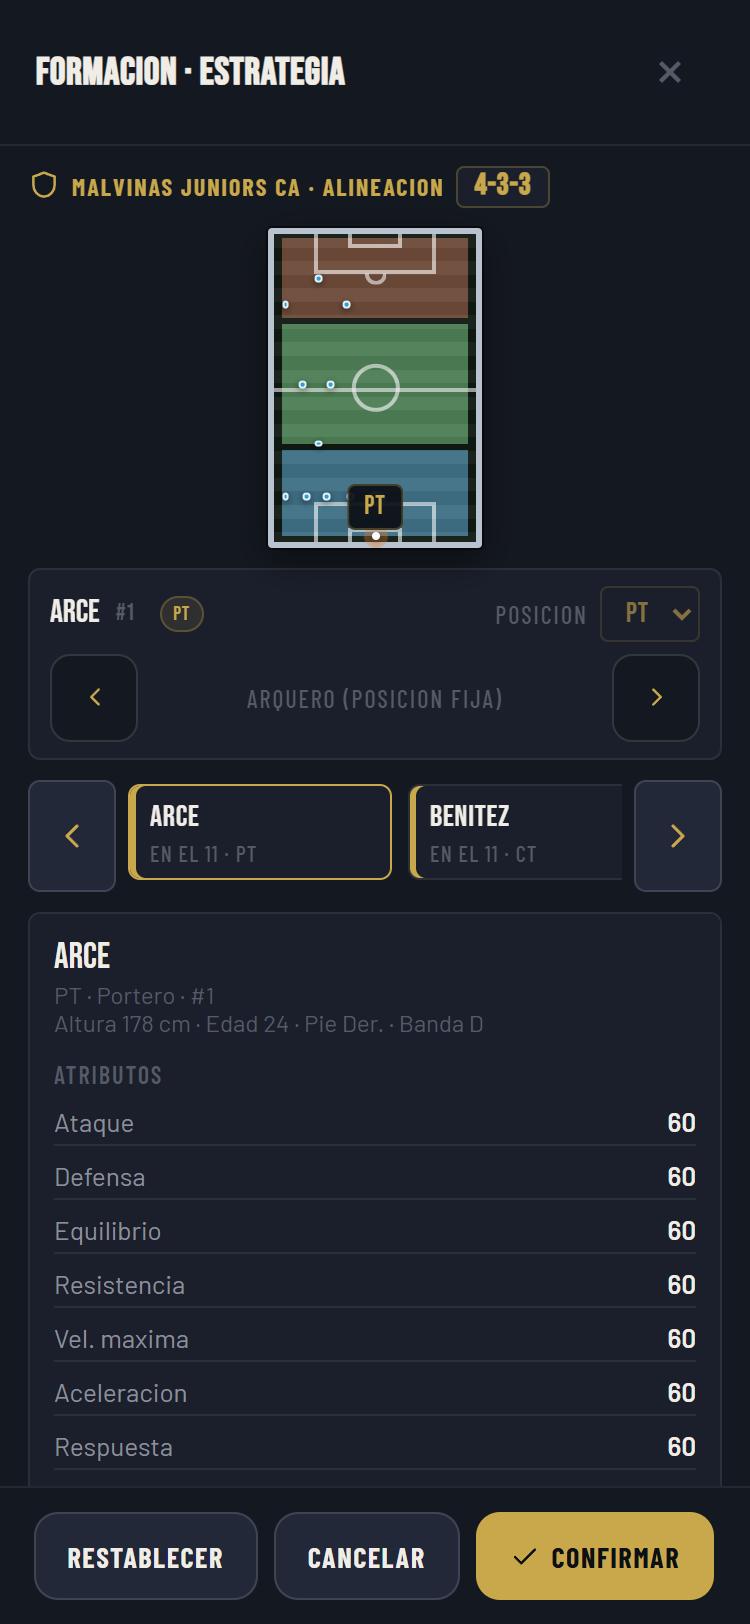 FORMACION · ESTRATEGIA
MALVINAS JUNIORS CA · ALINEACION 4-3-3
PT
ARCE #1 PT POSICION PT
ARQUERO (POSICION FIJA)
ARCE BENITEZ
EN EL 11 · PT EN EL 11 · CT
ARCE
PT · Portero · #1
Altura 178 cm · Edad 24 · Pie Der. · Banda D
ATRIBUTOS
Ataque 60
Defensa 60
Equilibrio 60
Resistencia 60
Vel. maxima 60
Aceleracion 60
Respuesta 60
RESTABLECER CANCELAR CONFIRMAR